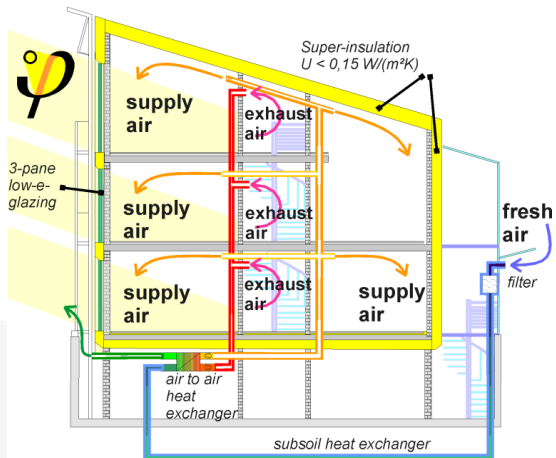 Super-insulation
U < 0,15 W/(m²K)
supply
air
exhaust
air
3-pane
low-e-
glazing
supply
air
exhaust
air
fresh
air
filter
supply
air
exhaust
air
supply
air
air to air
heat
exchanger
subsoil heat exchanger